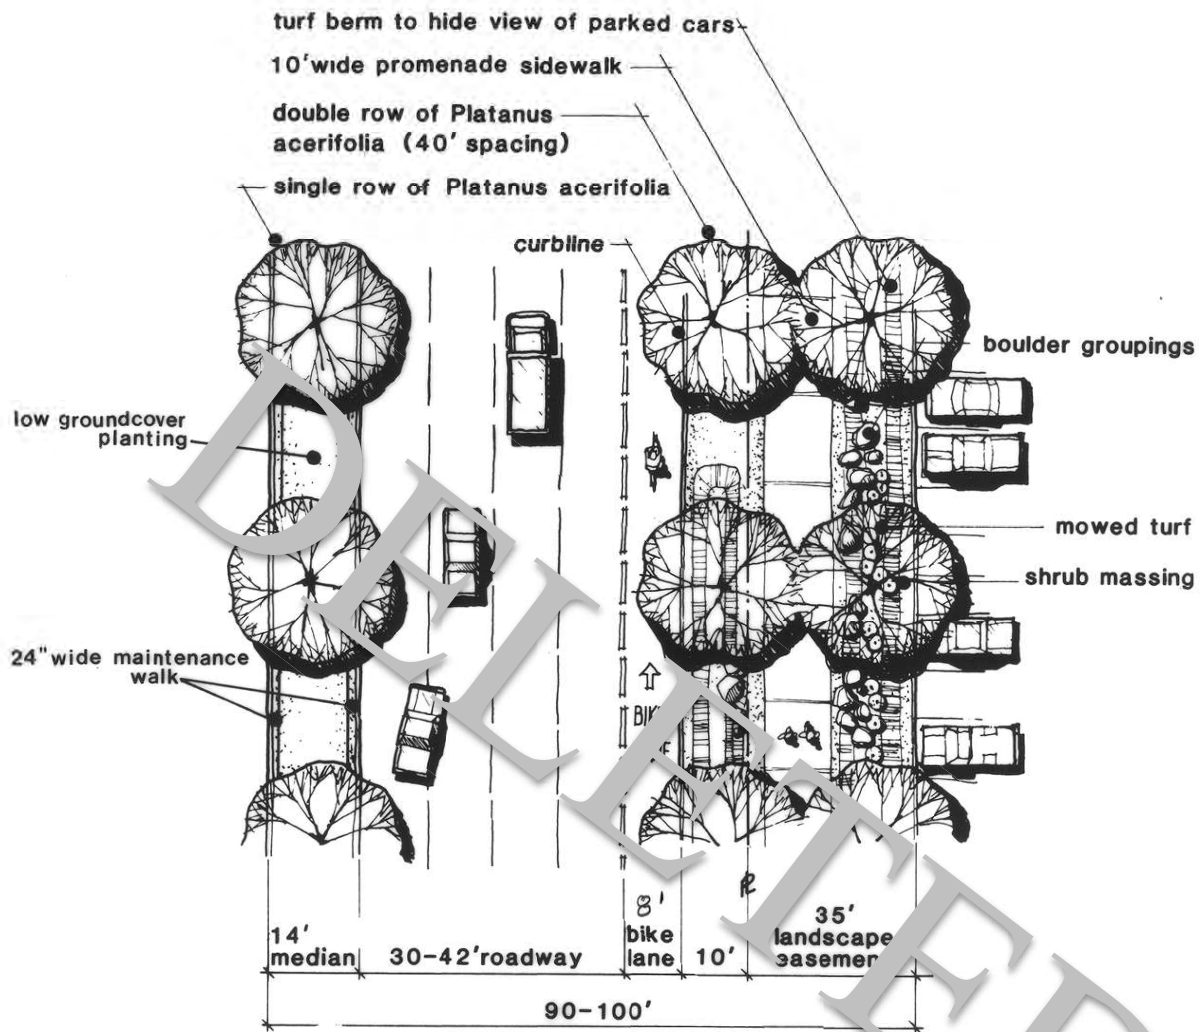 turf berm to hide view of parked cars
10'wide promenade sidewalk
double row of Platanus
acerifolia (40' spacing)
single row of Platanus acerifolia
curbline
boulder groupings
low groundcover
planting
mowed turf
shrub massing
24" wide maintenance
walk
DELETED
8'
bike
lane
14'
median
30-42' roadway
10'
35'
landscape
easement
90-100'